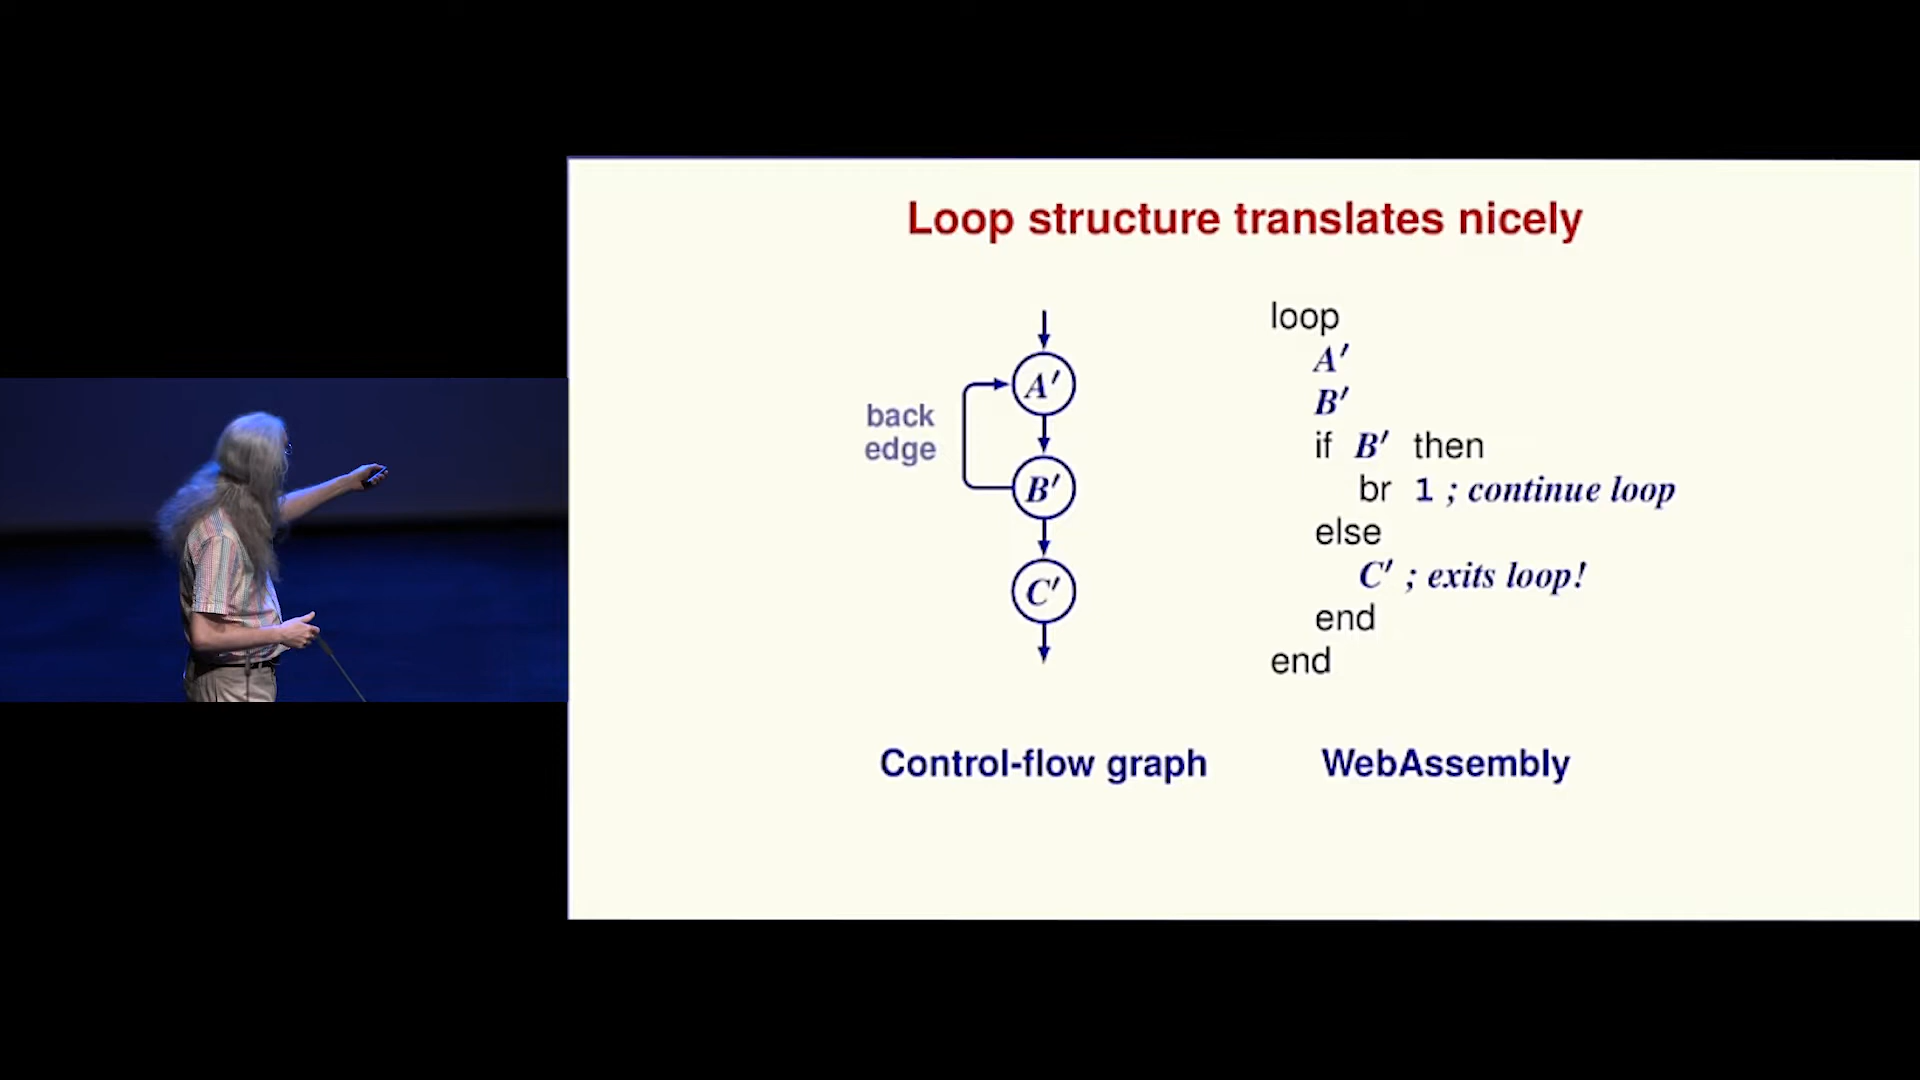 Loop structure translates nicely
back
edge
A′
B′
C′
loop
A′
B′
if B′ then
br 1 ; continue loop
else
C′ ; exits loop!
end
end
Control-flow graph
WebAssembly